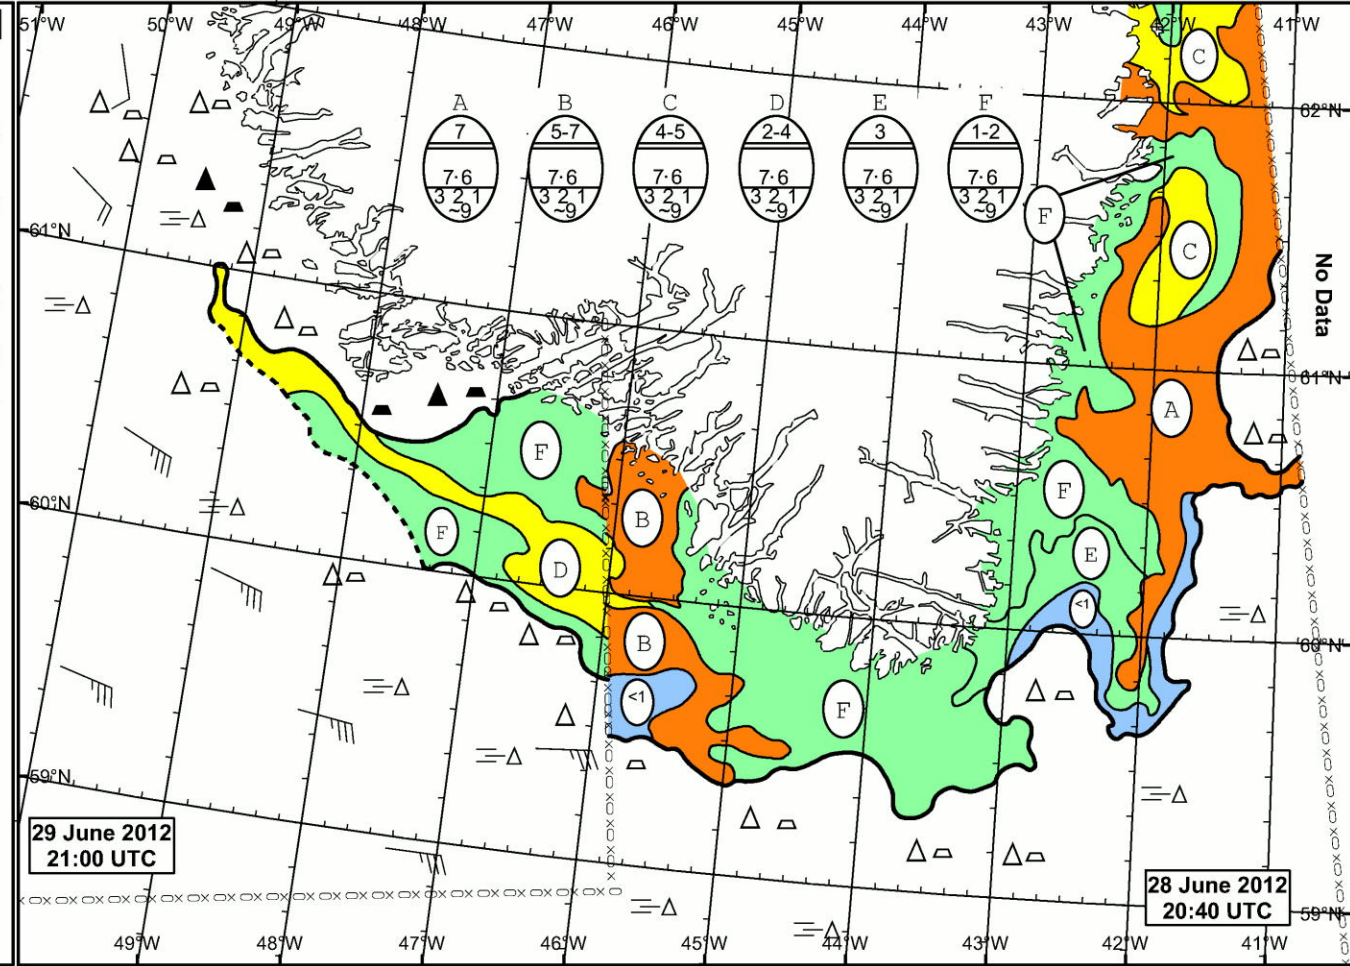 51°W 50°W 49°W 48°W 47°W 46°W 45°W 44°W 43°W 42°W 41°W
C
62°N
A B C D E F
7 5-7 4-5 2-4 3 1-2
7·6 7·6 7·6 7·6 7·6 7·6
3 2 1 3 2 1 3 2 1 3 2 1 3 2 1 3 2 1
~9 ~9 ~9 ~9 ~9 ~9
F
61°N
C
No Data
61°N
A
F
F
60°N
B
F
E
D
<1
B
60°N
<1
F
59°N
29 June 2012
21:00 UTC
28 June 2012
20:40 UTC
59°N
49°W 48°W 47°W 46°W 45°W 44°W 43°W 42°W 41°W